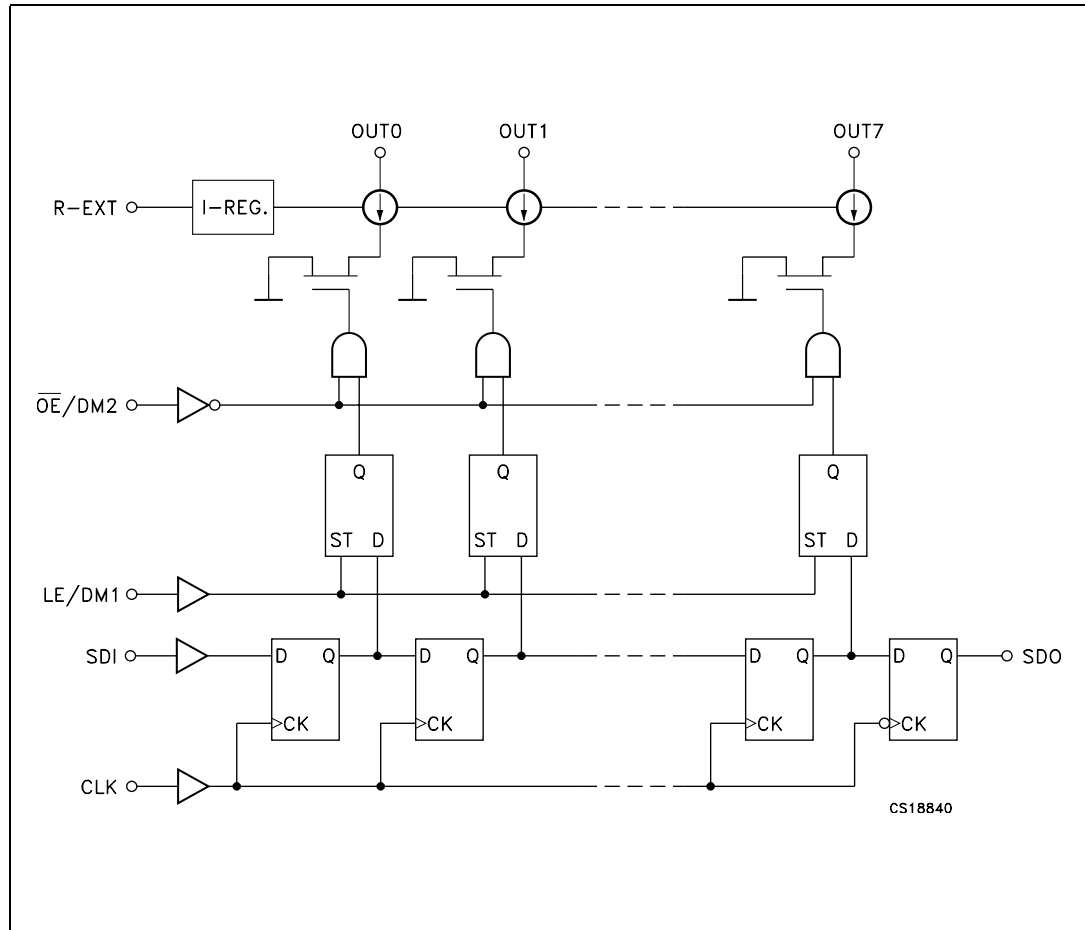 OUT0 OUT1 OUT7
R-EXT I-REG.
OE/DM2
Q Q Q
ST D ST D ST D
LE/DM1
SDI D Q D Q D Q D Q SDO
CK CK CK CK
CLK
CS18840